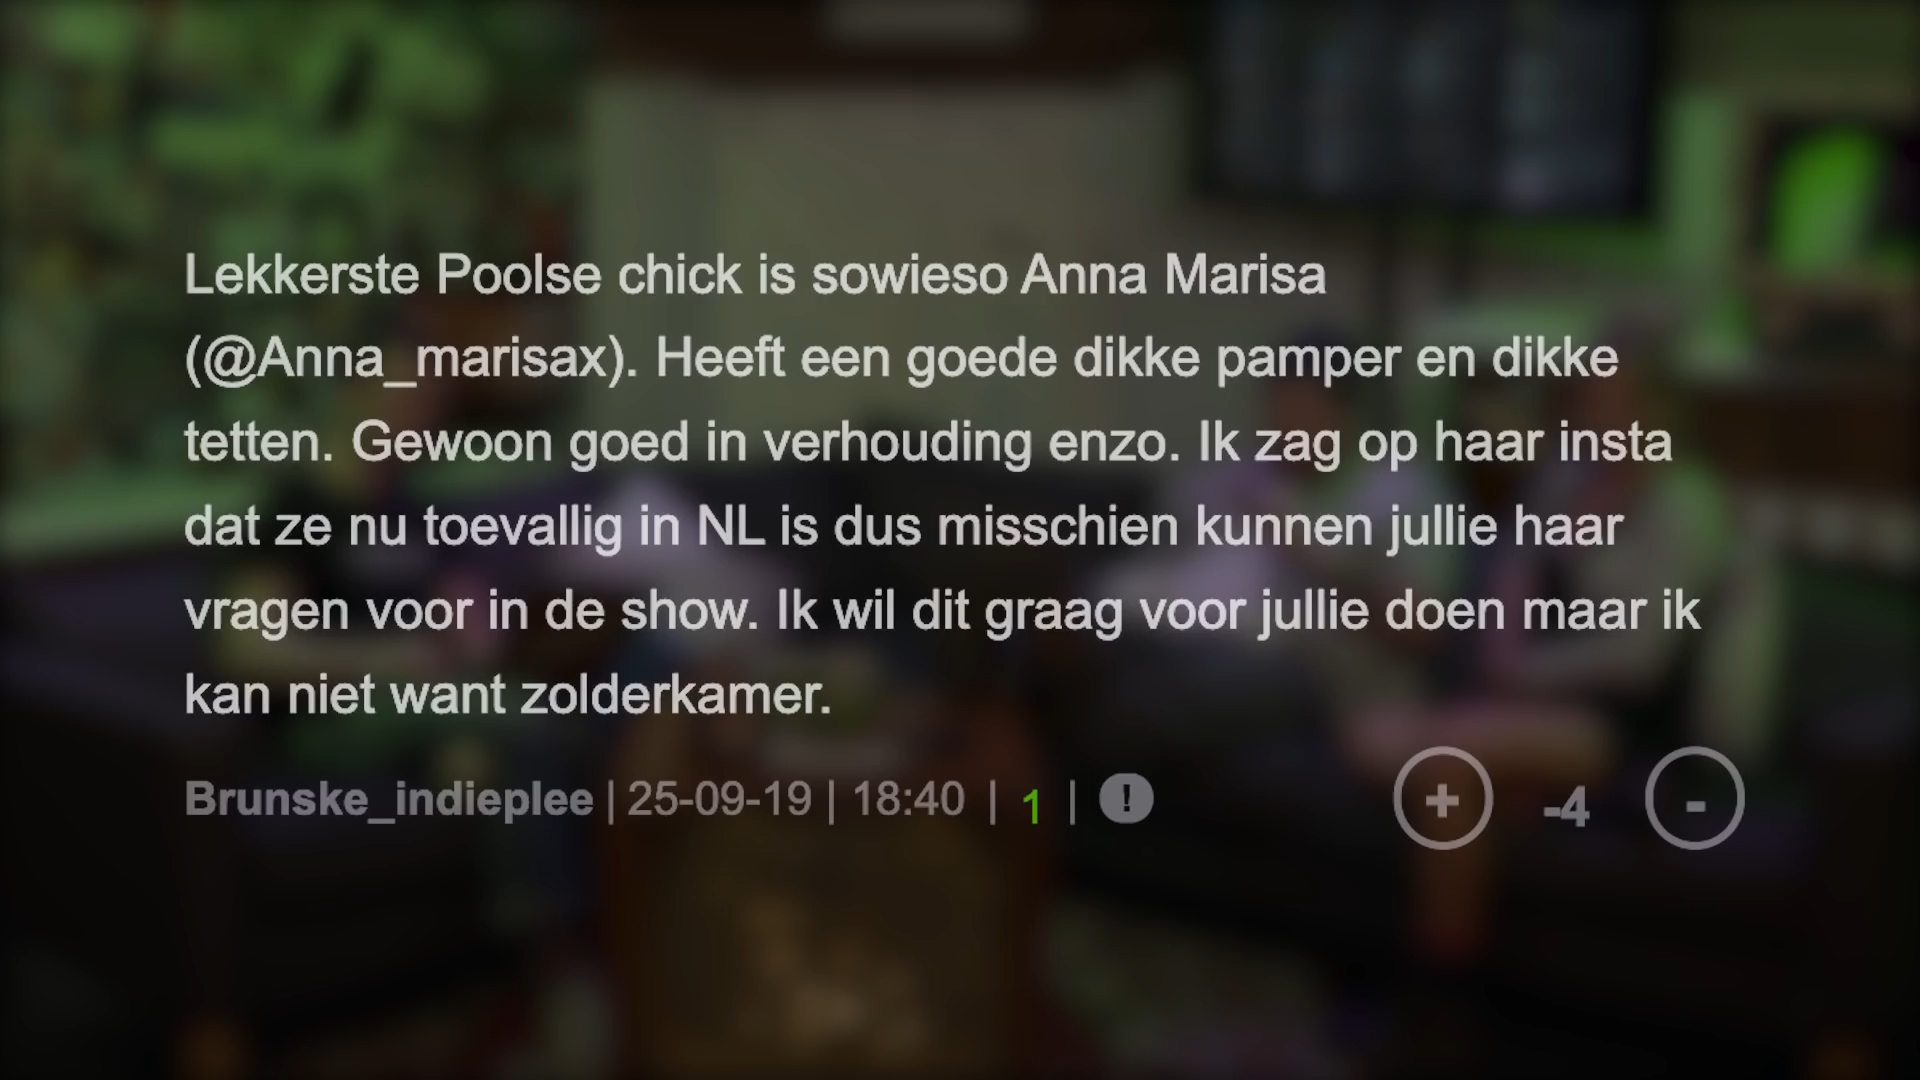 Lekkerste Poolse chick is sowieso Anna Marisa
(@Anna_marisax). Heeft een goede dikke pamper en dikke
tetten. Gewoon goed in verhouding enzo. Ik zag op haar insta
dat ze nu toevallig in NL is dus misschien kunnen jullie haar
vragen voor in de show. Ik wil dit graag voor jullie doen maar ik
kan niet want zolderkamer.
Brunske_indieplee | 25-09-19 | 18:40 | 1 | ! + -4 -